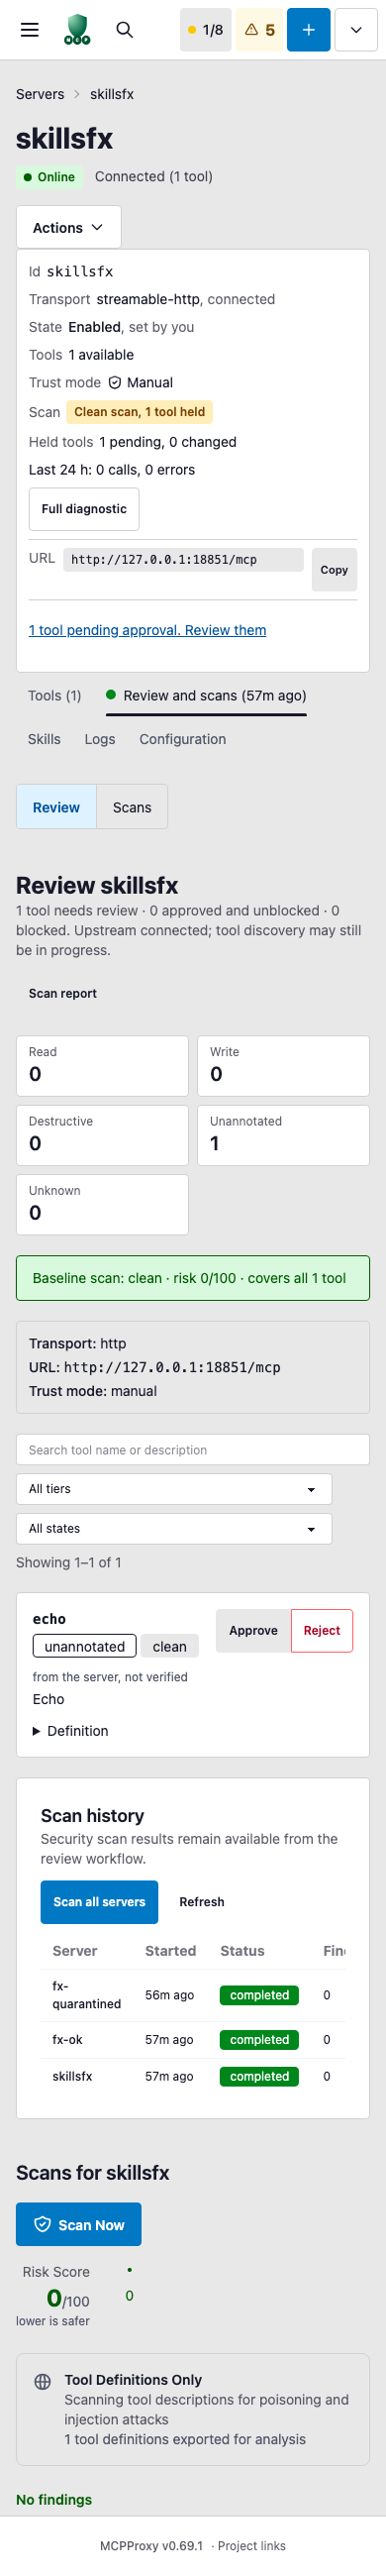 1/8
5
Servers > skillsfx
skillsfx
Online Connected (1 tool)
Actions
Id skillsfx
Transport streamable-http, connected
State Enabled, set by you
Tools 1 available
Trust mode Manual
Scan Clean scan, 1 tool held
Held tools 1 pending, 0 changed
Last 24 h: 0 calls, 0 errors
Full diagnostic
URL http://127.0.0.1:18851/mcp Copy
1 tool pending approval. Review them
Tools (1) Review and scans (57m ago)
Skills Logs Configuration
Review Scans
Review skillsfx
1 tool needs review · 0 approved and unblocked · 0
blocked. Upstream connected; tool discovery may still
be in progress.
Scan report
Read Write
0 0
Destructive Unannotated
0 1
Unknown
0
Baseline scan: clean · risk 0/100 · covers all 1 tool
Transport: http
URL: http://127.0.0.1:18851/mcp
Trust mode: manual
Search tool name or description
All tiers
All states
Showing 1–1 of 1
echo
unannotated clean Approve Reject
from the server, not verified
Echo
Definition
Scan history
Security scan results remain available from the
review workflow.
Scan all servers Refresh
Server Started Status
fx-
quarantined 56m ago completed 0
fx-ok 57m ago completed 0
skillsfx 57m ago completed 0
Scans for skillsfx
Scan Now
Risk Score
0/100 0
lower is safer
Tool Definitions Only
Scanning tool descriptions for poisoning and
injection attacks
1 tool definitions exported for analysis
No findings
MCPProxy v0.69.1 · Project links